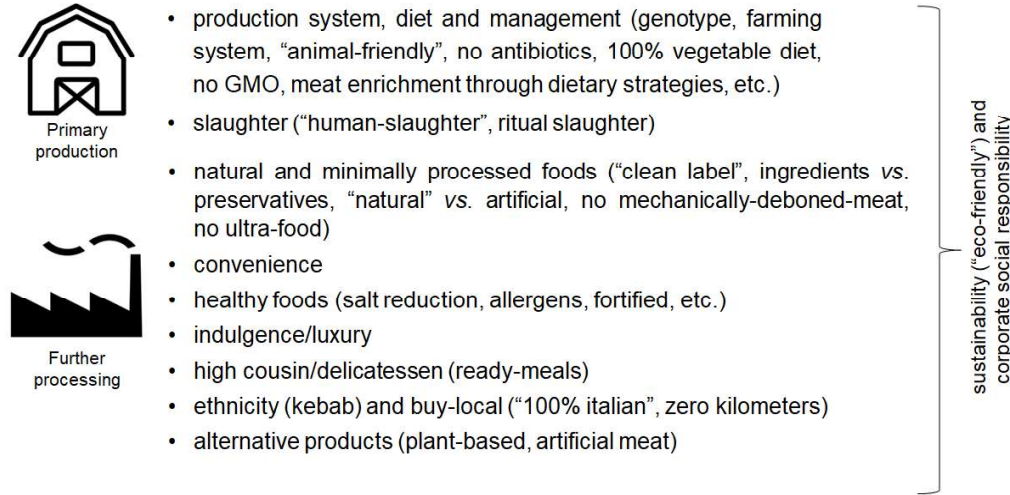 • production system, diet and management (genotype, farming
system, “animal-friendly”, no antibiotics, 100% vegetable diet,
no GMO, meat enrichment through dietary strategies, etc.)
Primary
production
• slaughter (“human-slaughter”, ritual slaughter)
• natural and minimally processed foods (“clean label”, ingredients vs.
preservatives, “natural” vs. artificial, no mechanically-deboned-meat,
no ultra-food)
• convenience
• healthy foods (salt reduction, allergens, fortified, etc.)
• indulgence/luxury
Further
processing
• high cousin/delicatessen (ready-meals)
• ethnicity (kebab) and buy-local (“100% italian”, zero kilometers)
• alternative products (plant-based, artificial meat)
sustainability (“eco-friendly”) and
corporate social responsibility